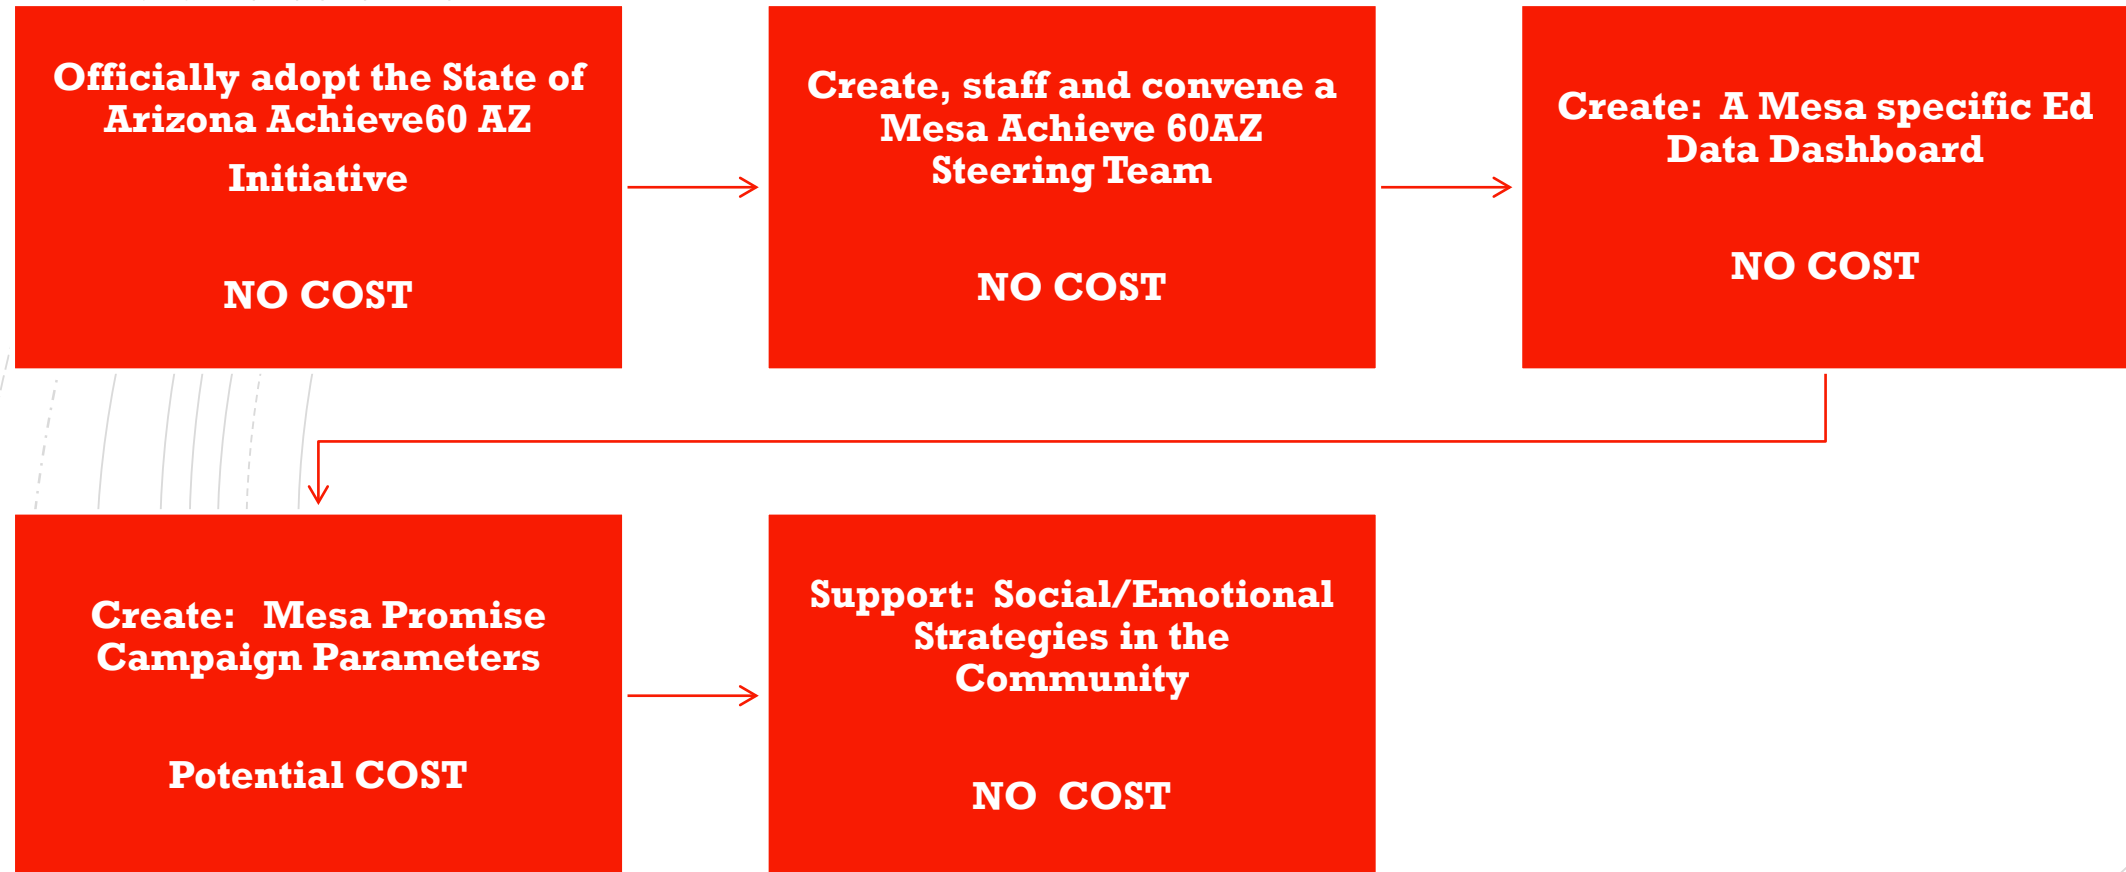 Officially adopt the State of
Arizona Achieve60 AZ
Initiative
NO COST
Create, staff and convene a
Mesa Achieve 60AZ
Steering Team
NO COST
Create:  A Mesa specific Ed
Data Dashboard
NO COST
Create:   Mesa Promise
Campaign Parameters
Potential COST
Support:  Social/Emotional
Strategies in the
Community
NO  COST